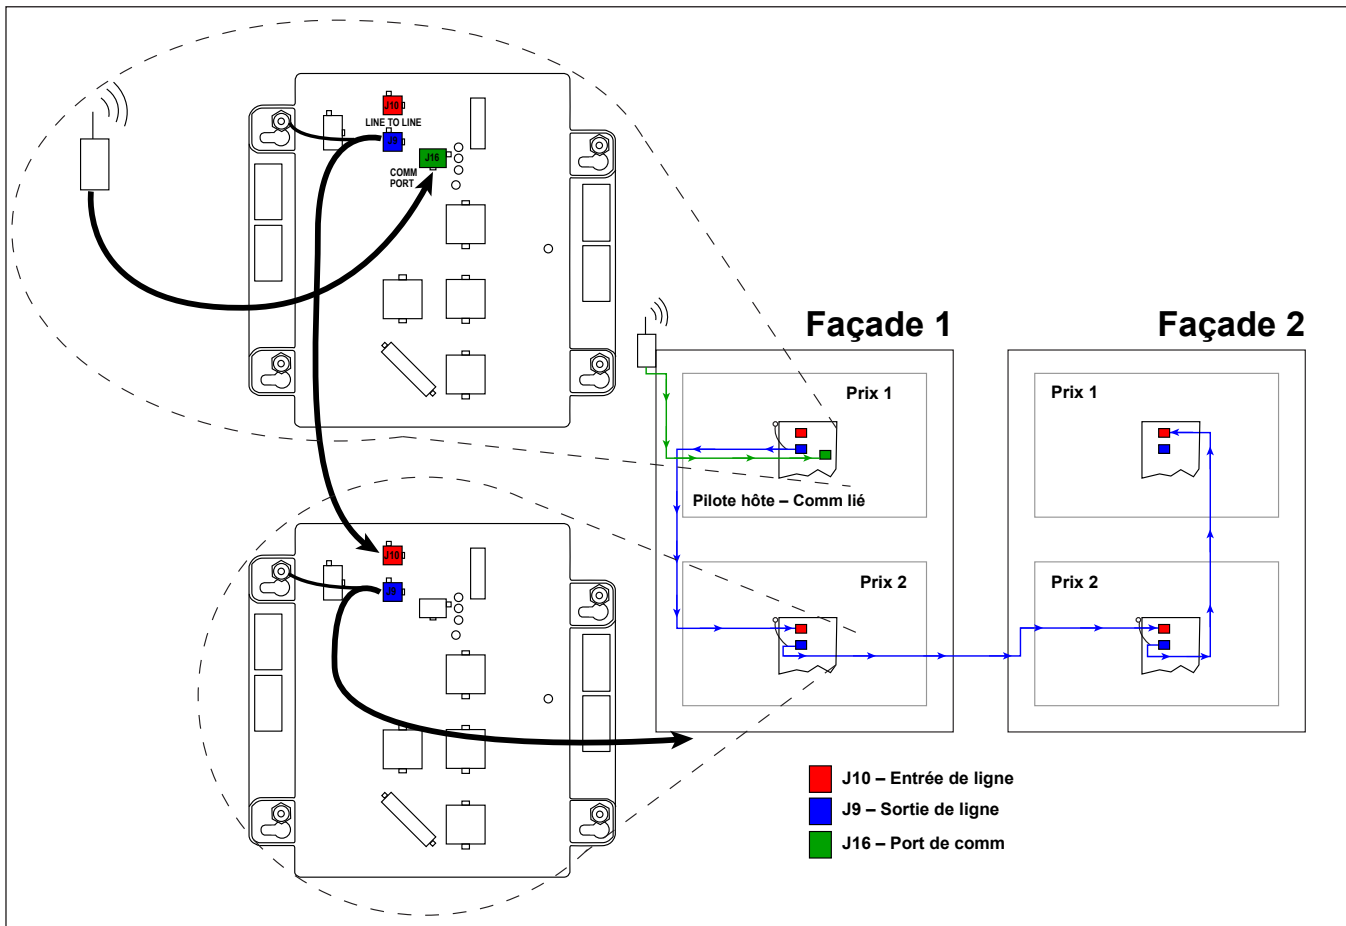 J10
LINE TO LINE
J9
J16
COMM
PORT
Façade 1
Façade 2
Prix 1
Prix 1
Pilote hôte – Comm lié
Prix 2
Prix 2
J10
J9
J10 – Entrée de ligne
J9 – Sortie de ligne
J16 – Port de comm